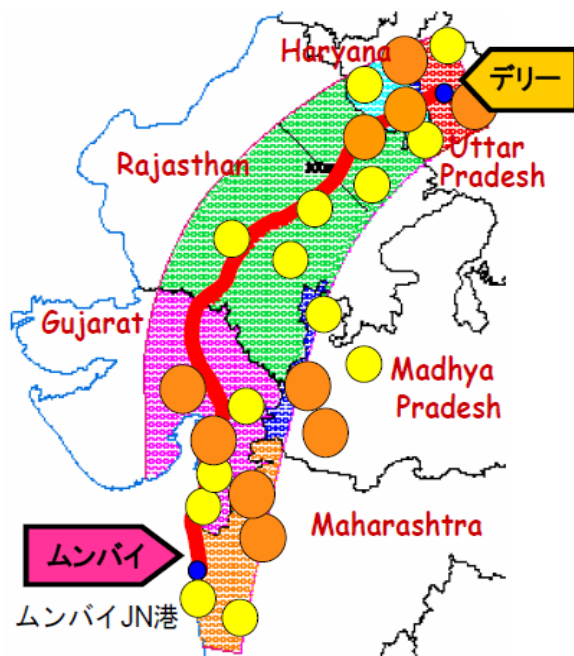 Haryana
デリー
Rajasthan
Uttar
Pradesh
Gujarat
Madhya
Pradesh
Maharashtra
ムンバイ
ムンバイJN港